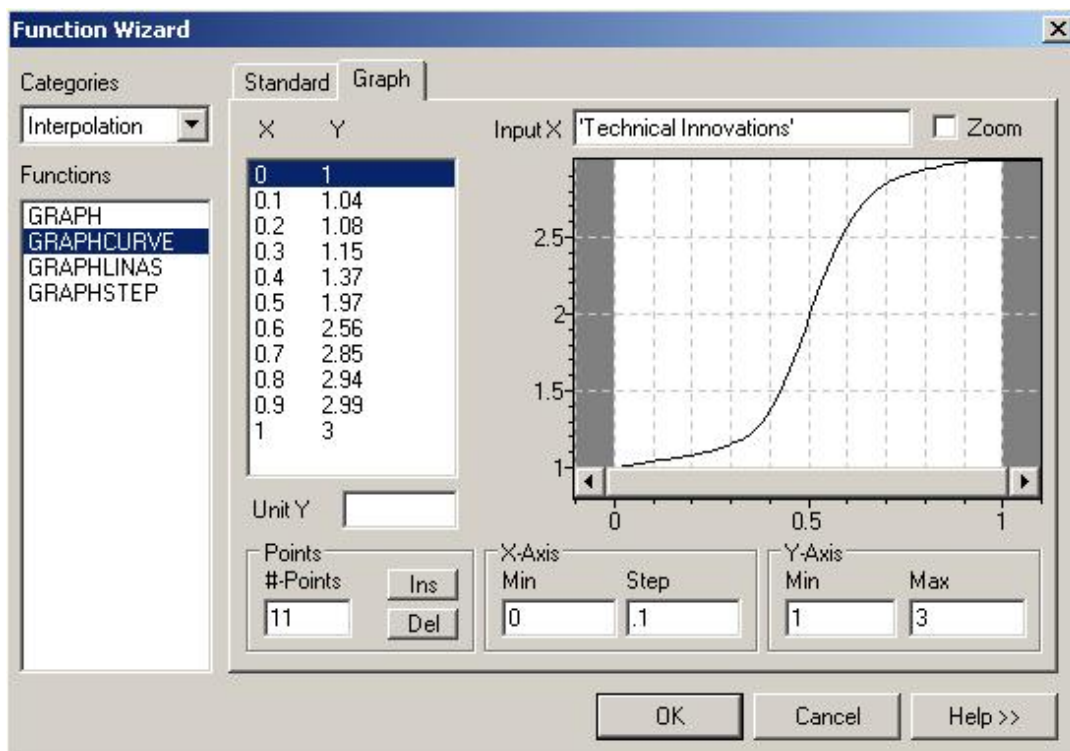 Function Wizard
Categories
Interpolation
Functions
GRAPH
GRAPHCURVE
GRAPHLINAS
GRAPHSTEP
Standard
Graph
X Y
0 1
0.1 1.04
0.2 1.08
0.3 1.15
0.4 1.37
0.5 1.97
0.6 2.56
0.7 2.85
0.8 2.94
0.9 2.99
1 3
Input X 'Technical Innovations'
Zoom
2.5
2
1.5
1
0 0.5 1
Unit Y
Points
#-Points
11
Ins
Del
X-Axis
Min Step
0 .1
Y-Axis
Min Max
1 3
OK
Cancel
Help >>